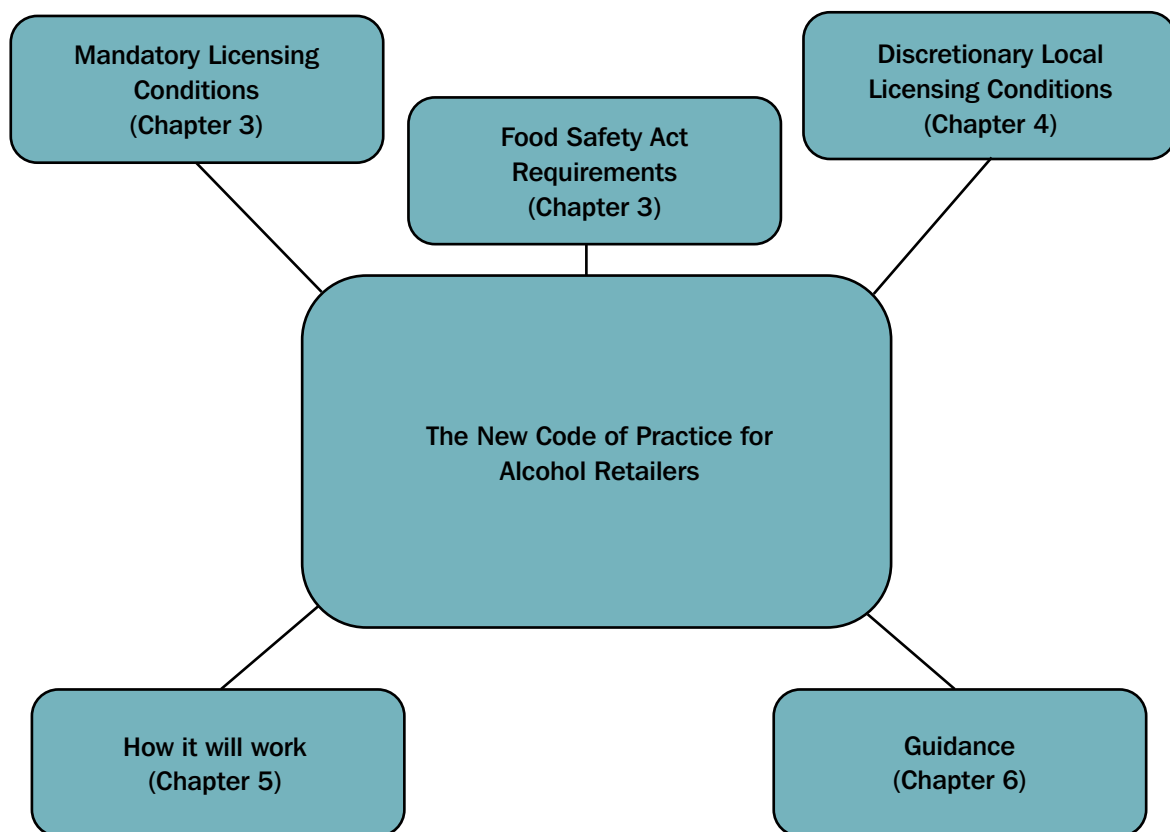 Mandatory Licensing
Conditions
(Chapter 3)
Food Safety Act
Requirements
(Chapter 3)
Discretionary Local
Licensing Conditions
(Chapter 4)
The New Code of Practice for
Alcohol Retailers
How it will work
(Chapter 5)
Guidance
(Chapter 6)